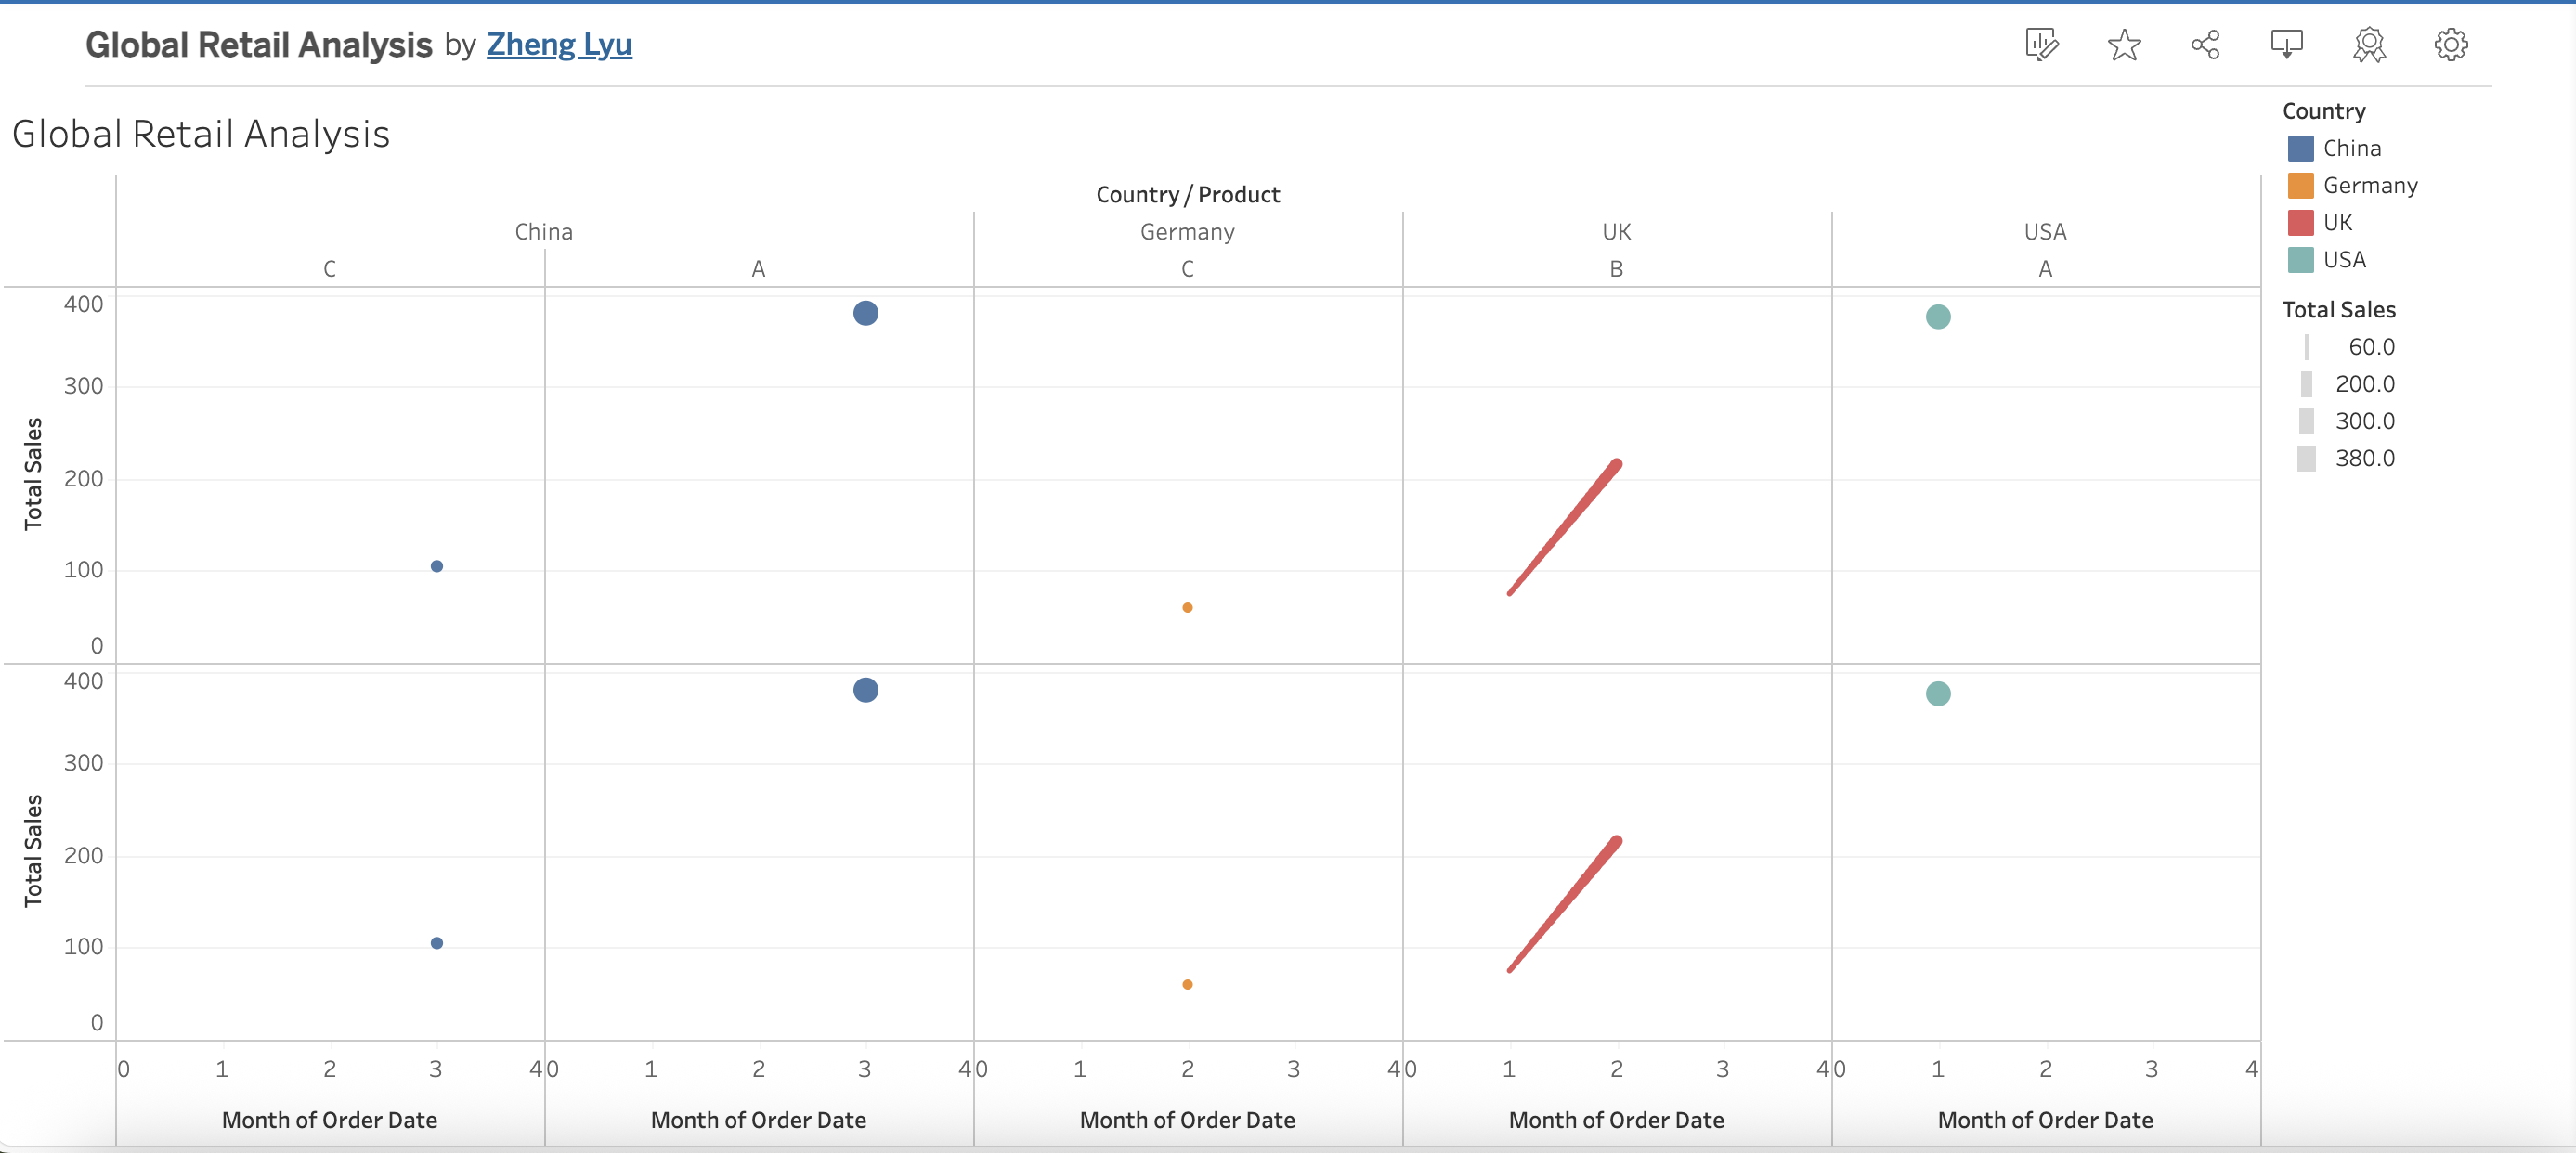 Global Retail Analysis by Zheng Lyu
Global Retail Analysis
Country / Product
China
Germany
UK
USA
C
A
C
B
A
Total Sales
400
300
200
100
0
Total Sales
400
300
200
100
0
0 1 2 3 4
0 1 2 3 4
0 1 2 3 4
0 1 2 3 4
0 1 2 3 4
Month of Order Date
Month of Order Date
Month of Order Date
Month of Order Date
Month of Order Date
Country
China
Germany
UK
USA
Total Sales
60.0
200.0
300.0
380.0